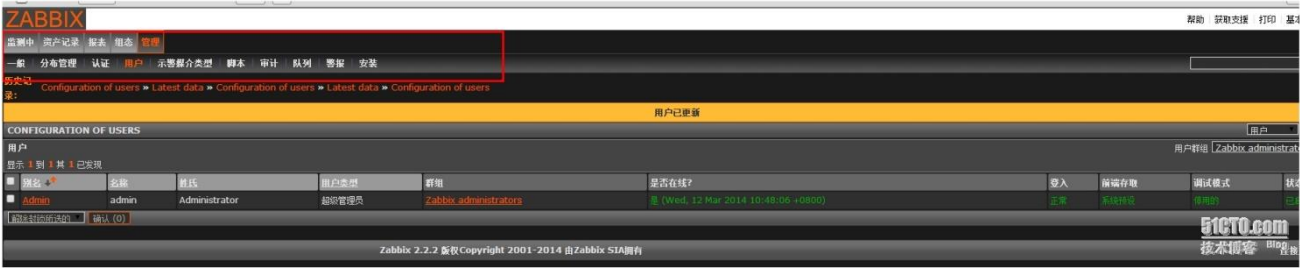 ZABBIX
帮助 获取支援 打印
监测中 资产记录 报表 组态 管理
一般 分布管理 认证 用户 示警媒介类型 脚本 审计 队列 警报 安装
历史记录: Configuration of users » Latest data » Configuration of users » Latest data » Configuration of users
用户已更新
CONFIGURATION OF USERS 用户
用户 用户群组 Zabbix administrat
显示 1 到 1 其 1 已发现
别名 名称 姓氏 用户类型 群组 是否在线? 登入 前端存取 调试模式
Admin admin Administrator 超级管理员 Zabbix administrators 是 (Wed, 12 Mar 2014 10:48:06 +0800) 正常 系统预设 停用的
解除封锁所选的 确认 (0)
51CTO.com
技术博客 Blog
Zabbix 2.2.2 版权Copyright 2001-2014 由Zabbix SIA拥有